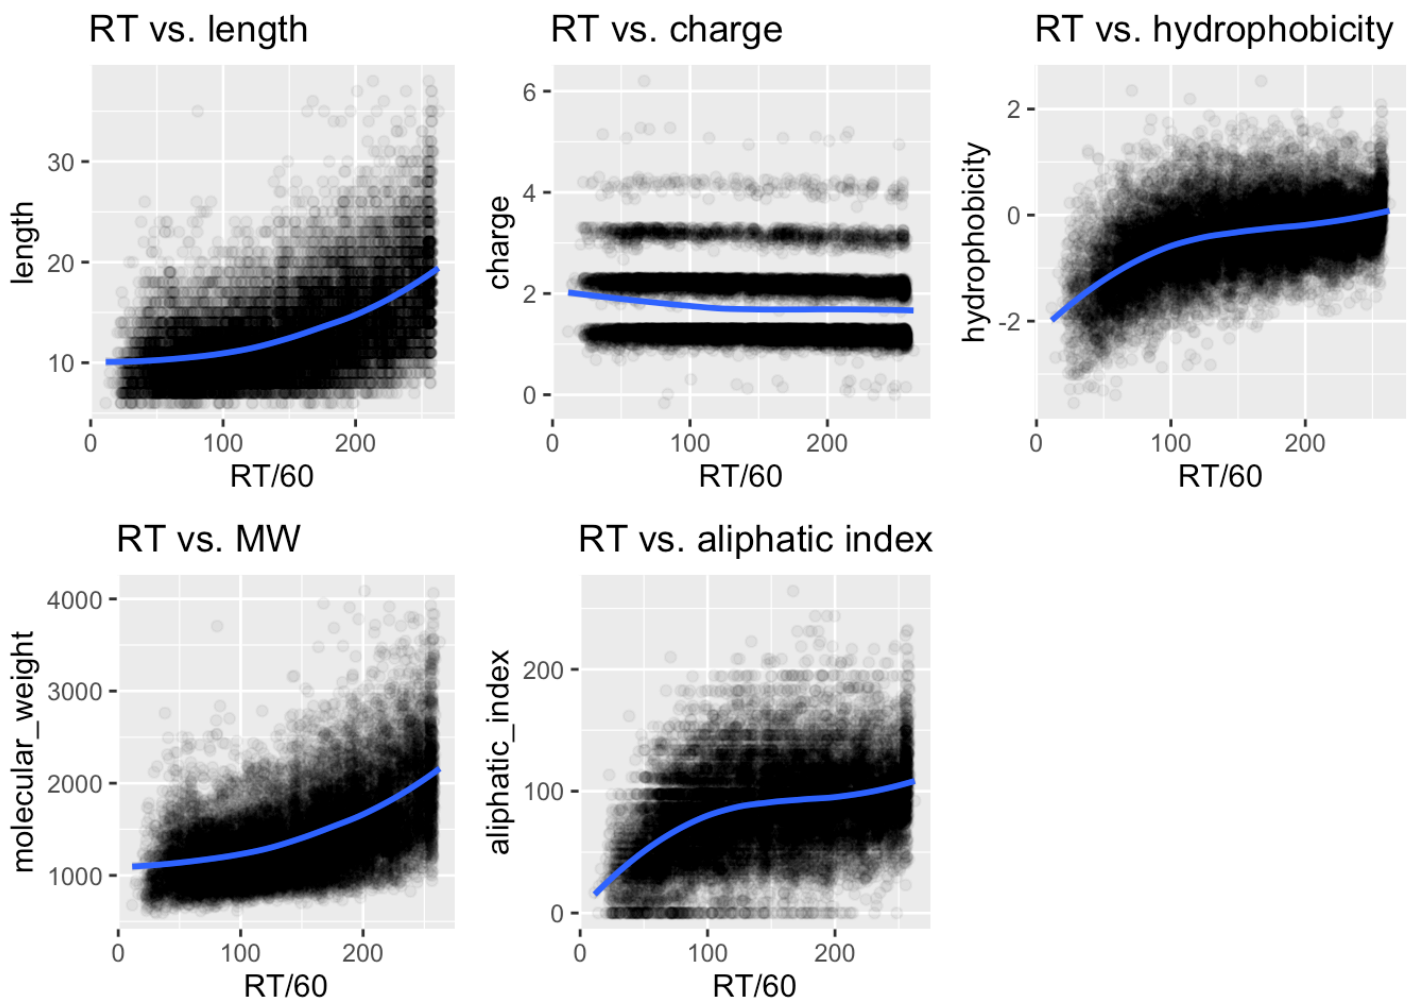 RT vs. length
length
30
20
10
0
100
200
RT/60
RT vs. charge
charge
6
4
2
0
0
100
200
RT/60
RT vs. hydrophobicity
hydrophobicity
2
0
-2
0
100
200
RT/60
RT vs. MW
molecular_weight
4000
3000
2000
1000
0
100
200
RT/60
RT vs. aliphatic index
aliphatic_index
200
100
0
0
100
200
RT/60